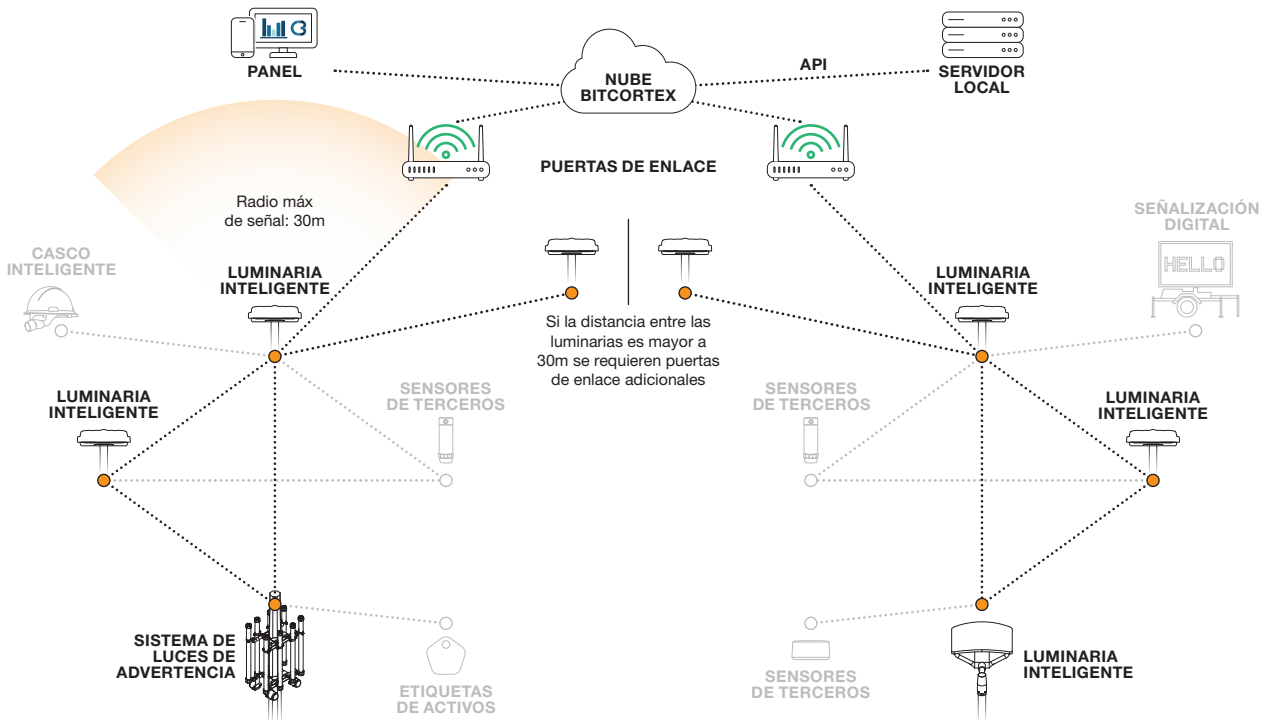 PANEL
NUBE
BITCORTEX
API
SERVIDOR
LOCAL
PUERTAS DE ENLACE
Radio máx
de señal: 30m
CASCO
INTELIGENTE
LUMINARIA
INTELIGENTE
LUMINARIA
INTELIGENTE
SEÑALIZACIÓN
DIGITAL
HELLO
Si la distancia entre las
luminarias es mayor a
30m se requieren puertas
de enlace adicionales
LUMINARIA
INTELIGENTE
SENSORES
DE TERCEROS
SENSORES
DE TERCEROS
LUMINARIA
INTELIGENTE
SISTEMA DE
LUCES DE
ADVERTENCIA
ETIQUETAS
DE ACTIVOS
SENSORES
DE TERCEROS
LUMINARIA
INTELIGENTE